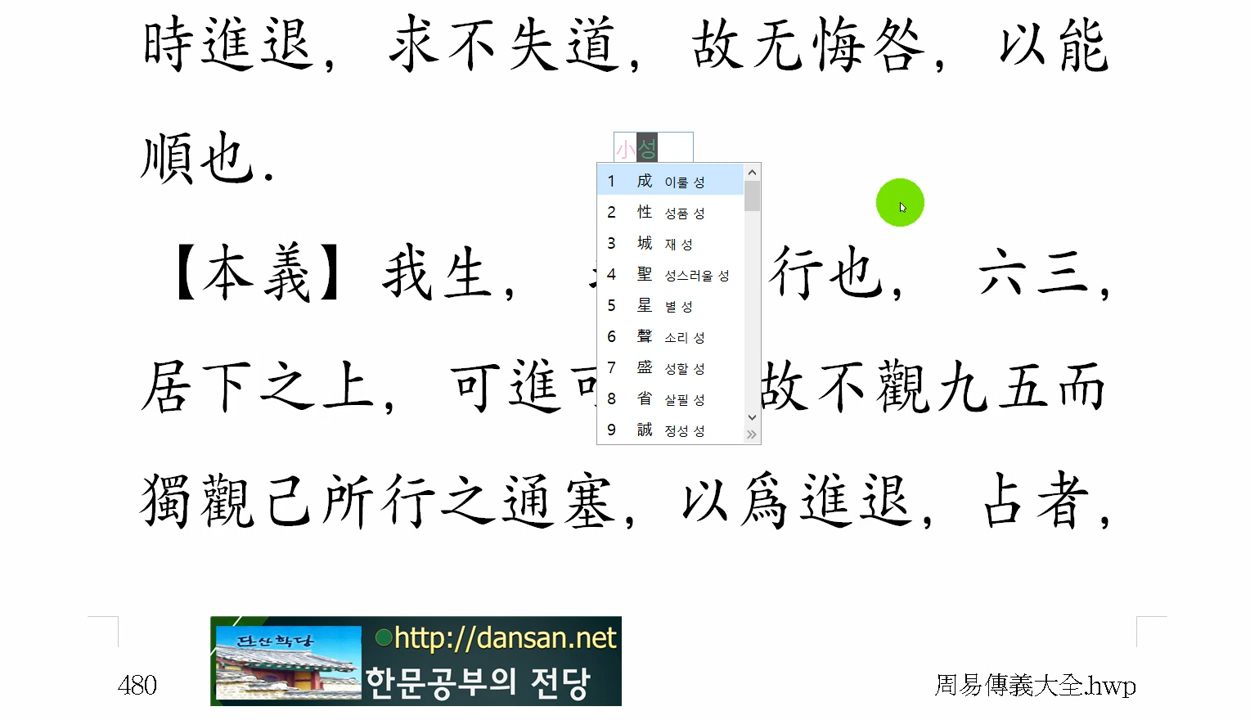 時進退, 求不失道, 故无悔咎, 以能
順也.
小성
1 成 이룰 성
2 性 성품 성
3 城 재 성
4 聖 성스러울 성
5 星 별 성
6 聲 소리 성
7 盛 성할 성
8 省 살필 성
9 誠 정성 성
【本義】我生, 行也, 六三,
居下之上, 可進 故不觀九五而
獨觀己所行之通塞, 以爲進退, 占者,
단산학당
http://dansan.net
한문공부의 전당
480
周易傳義大全.hwp